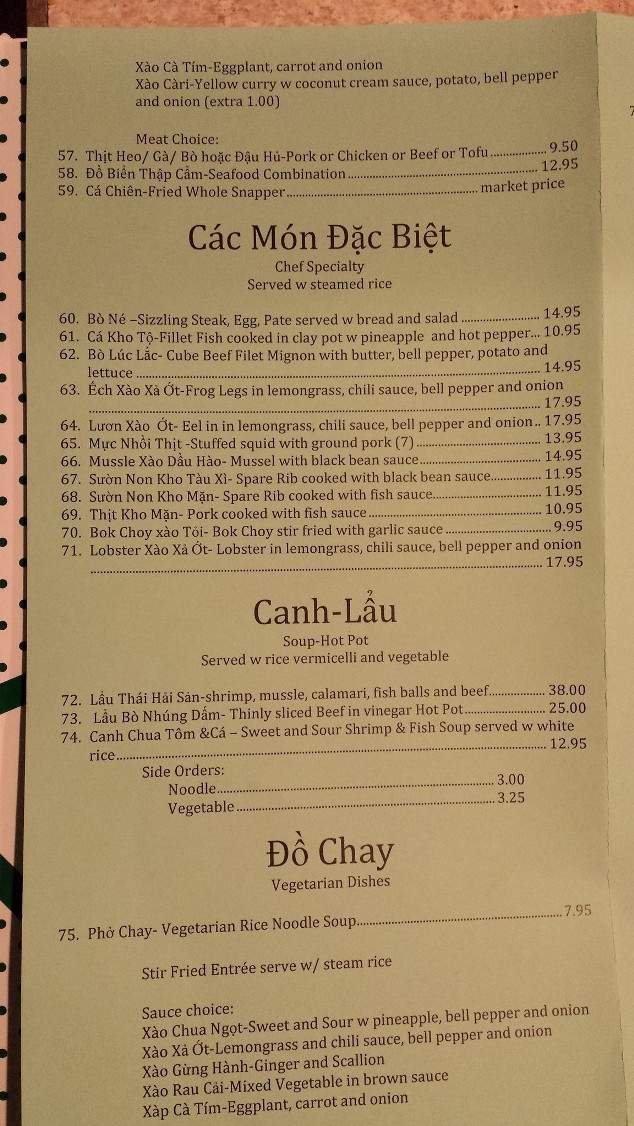 Xào Cà Tím-Eggplant, carrot and onion
Xào Càri-Yellow curry w coconut cream sauce, potato, bell pepper
and onion (extra 1.00)
Meat Choice:
57. Thịt Heo/ Gà/ Bò hoặc Đậu Hủ-Pork or Chicken or Beef or Tofu................ 9.50
58. Đồ Biển Thập Cẩm-Seafood Combination ...................................................... 12.95
59. Cá Chiên-Fried Whole Snapper...................................................... market price
Các Món Đặc Biệt
Chef Specialty
Served w steamed rice
60. Bò Né –Sizzling Steak, Egg, Pate served w bread and salad ........................ 14.95
61. Cá Kho Tộ-Fillet Fish cooked in clay pot w pineapple and hot pepper... 10.95
62. Bò Lúc Lắc- Cube Beef Filet Mignon with butter, bell pepper, potato and
lettuce ............................................................................................................ 14.95
63. Ếch Xào Xả Ớt-Frog Legs in lemongrass, chili sauce, bell pepper and onion
............................................................................................................ 17.95
64. Lươn Xào Ớt- Eel in in lemongrass, chili sauce, bell pepper and onion.. 17.95
65. Mực Nhồi Thịt -Stuffed squid with ground pork (7) .................................. 13.95
66. Mussle Xào Dầu Hào- Mussel with black bean sauce................................. 14.95
67. Sườn Non Kho Tàu Xì- Spare Rib cooked with black bean sauce.............. 11.95
68. Sườn Non Kho Mặn- Spare Rib cooked with fish sauce.............................. 11.95
69. Thịt Kho Mặn- Pork cooked with fish sauce ................................................ 10.95
70. Bok Choy xào Tỏi- Bok Choy stir fried with garlic sauce .............................. 9.95
71. Lobster Xào Xả Ớt- Lobster in lemongrass, chili sauce, bell pepper and onion
............................................................................................................ 17.95
Canh-Lẩu
Soup-Hot Pot
Served w rice vermicelli and vegetable
72. Lẩu Thái Hải Sản-shrimp, mussle, calamari, fish balls and beef................ 38.00
73. Lẩu Bò Nhúng Dấm- Thinly sliced Beef in vinegar Hot Pot....................... 25.00
74. Canh Chua Tôm &Cá – Sweet and Sour Shrimp & Fish Soup served w white
rice............................................................................................................ 12.95
Side Orders:
Noodle...................................................................... 3.00
Vegetable ................................................................. 3.25
Đồ Chay
Vegetarian Dishes
75. Phở Chay- Vegetarian Rice Noodle Soup...................................................... 7.95
Stir Fried Entrée serve w/ steam rice
Sauce choice:
Xào Chua Ngọt-Sweet and Sour w pineapple, bell pepper and onion
Xào Xả Ớt-Lemongrass and chili sauce, bell pepper and onion
Xào Gừng Hành-Ginger and Scallion
Xào Rau Cải-Mixed Vegetable in brown sauce
Xàp Cà Tím-Eggplant, carrot and onion